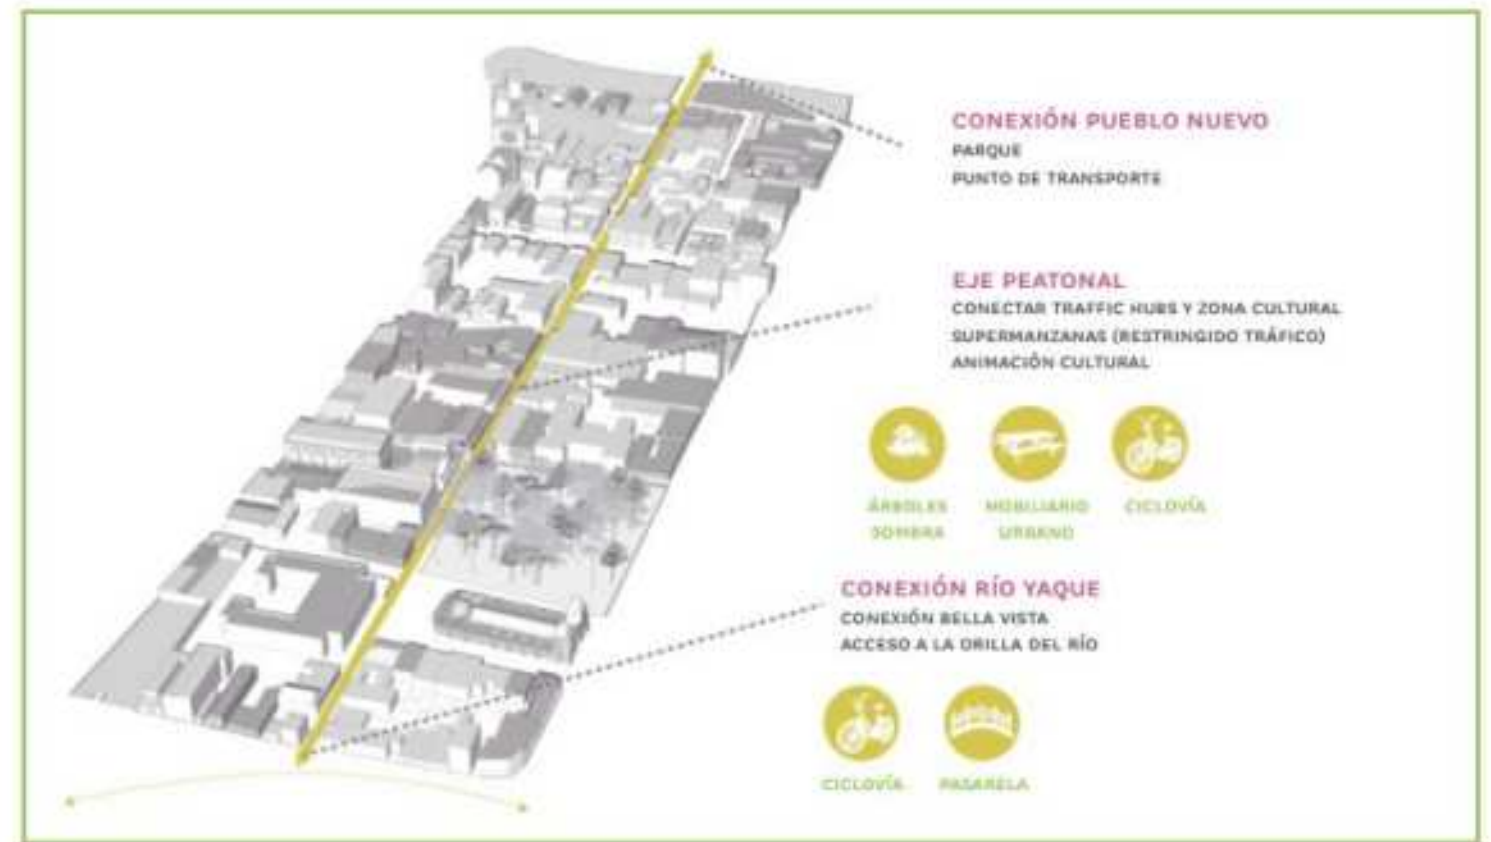 CONEXIÓN PUEBLO NUEVO
PARQUE
PUNTO DE TRANSPORTE
EJE PEATONAL
CONECTAR TRAFFIC HUBS Y ZONA CULTURAL
SUPERMANZANAS (RESTRINGIDO TRÁFICO)
ANIMACIÓN CULTURAL
ÁRBOLES
SOMBRA
MOBILIARIO
URBANO
CICLOVÍA
CONEXIÓN RÍO YAQUE
CONEXIÓN BELLA VISTA
ACCESO A LA ORILLA DEL RÍO
CICLOVÍA
PASARELA